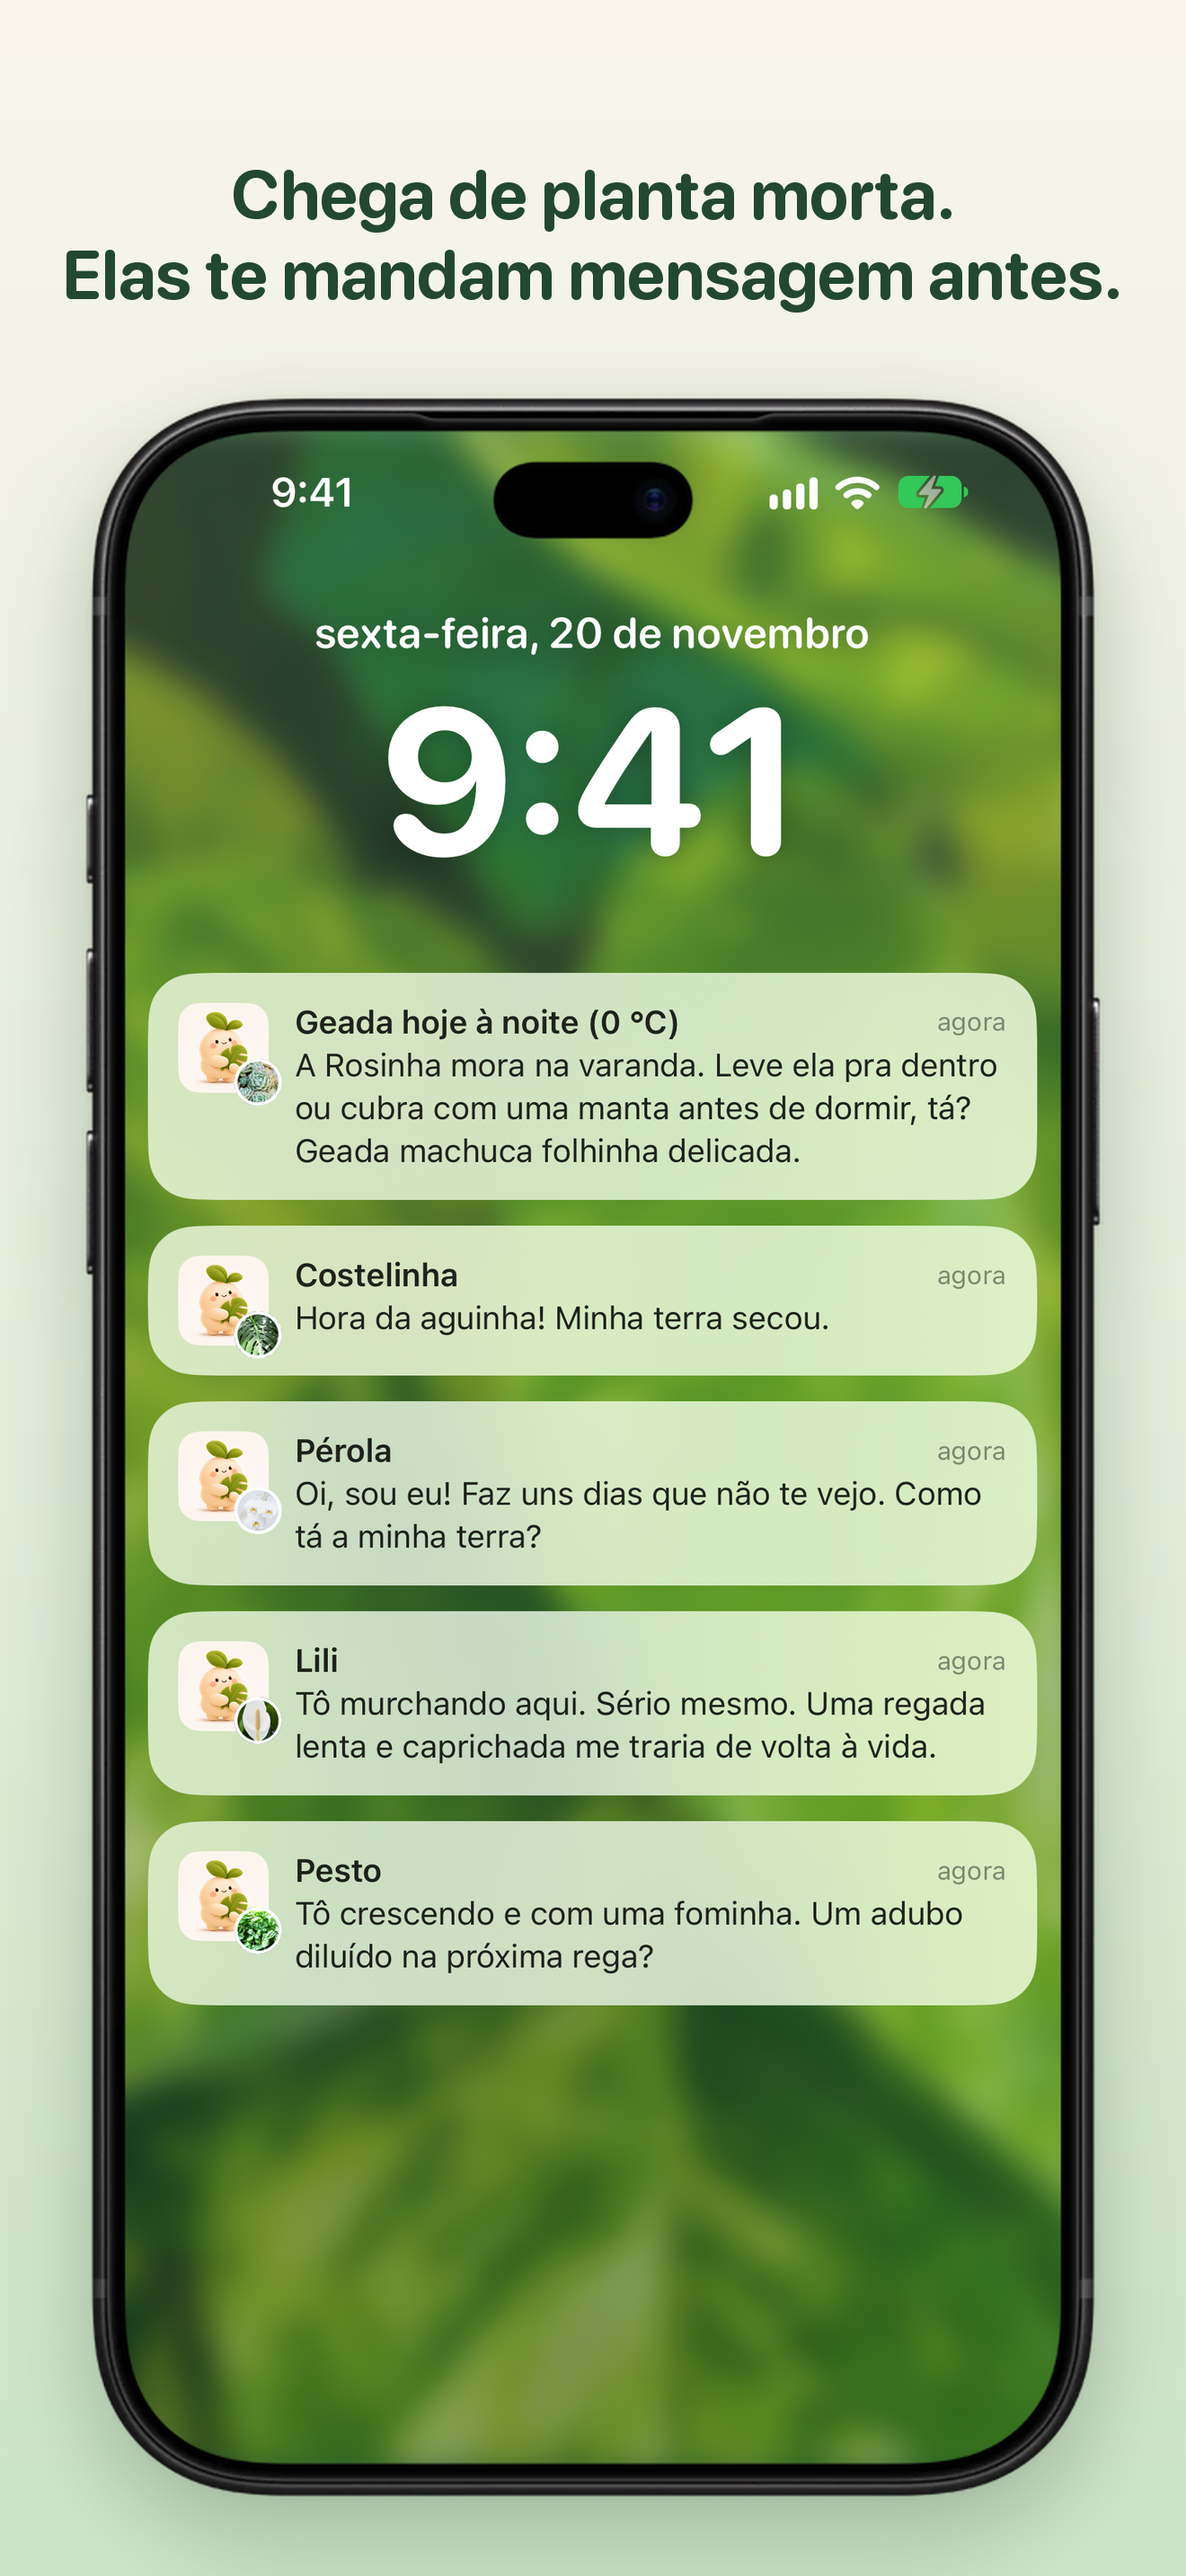 Chega de planta morta.
Elas te mandam mensagem antes.
9:41
sexta-feira, 20 de novembro
9:41
Geada hoje à noite (0 °C)
agora
A Rosinha mora na varanda. Leve ela pra dentro
ou cubra com uma manta antes de dormir, tá?
Geada machuca folhinha delicada.
Costelinha
agora
Hora da aguinha! Minha terra secou.
Pérola
agora
Oi, sou eu! Faz uns dias que não te vejo. Como
tá a minha terra?
Lili
agora
Tô murchando aqui. Sério mesmo. Uma regada
lenta e caprichada me traria de volta à vida.
Pesto
agora
Tô crescendo e com uma fominha. Um adubo
diluído na próxima rega?